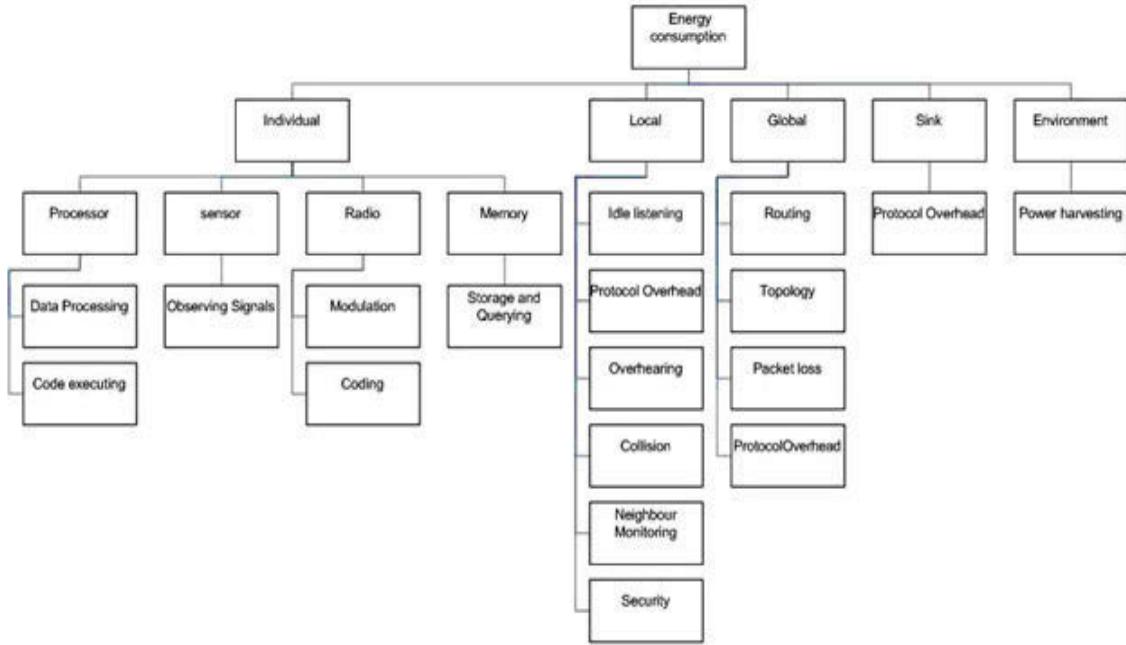 Energy
consumption
Individual
Local
Global
Sink
Environment
Processor
sensor
Radio
Memory
Idle listening
Routing
Protocol Overhead
Power harvesting
Data Processing
Observing Signals
Modulation
Storage and
Querying
Protocol Overhead
Topology
Code executing
Coding
Overhearing
Packet loss
Collision
ProtocolOverhead
Neighbour
Monitoring
Security